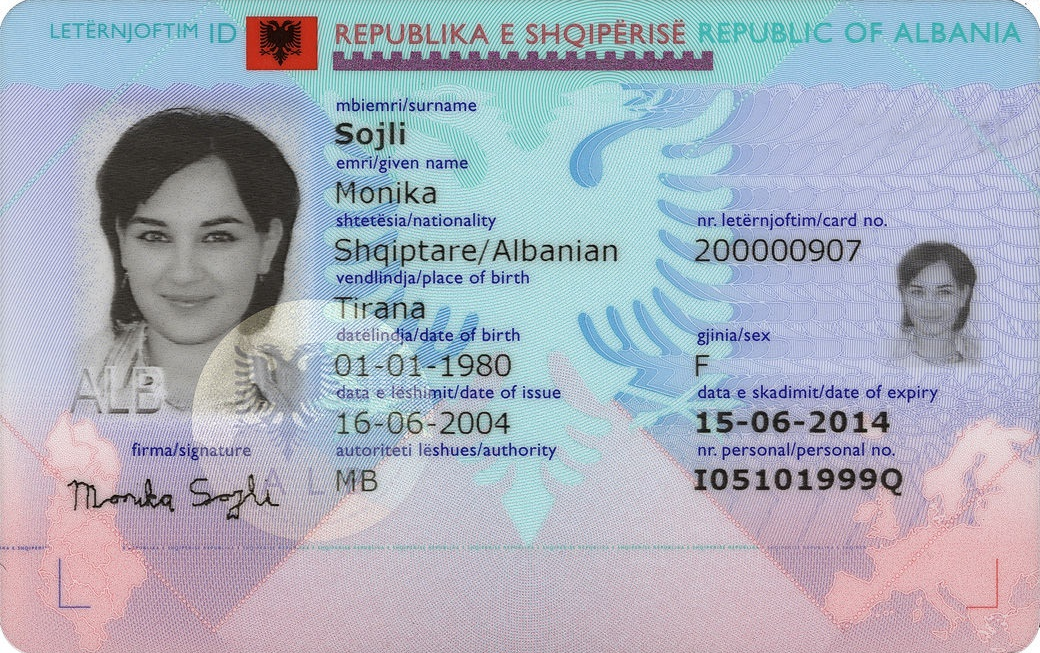 LETËRNJOFTIM ID REPUBLIKA E SHQIPËRISË REPUBLIC OF ALBANIA
mbiemri/surname
Sojli
emri/given name
Monika
shtetësia/nationality nr. letërnjoftim/card no.
Shqiptare/Albanian 200000907
vendlindja/place of birth
Tirana
datëlindja/date of birth gjinia/sex
01-01-1980 F
ALB
data e lëshimit/date of issue data e skadimit/date of expiry
16-06-2004 15-06-2014
firma/signature autoriteti lëshues/authority nr. personal/personal no.
Monika Sojli MB I05101999Q